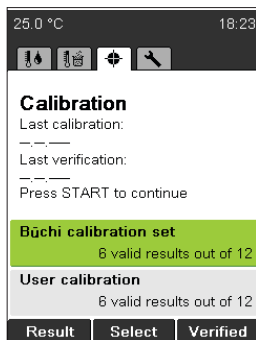 25.0 °C 18:23
Calibration
Last calibration:
–.–.––
Last verification:
–.–.––
Press START to continue
Büchi calibration set
6 valid results out of 12
User calibration
6 valid results out of 12
Result Select Verified